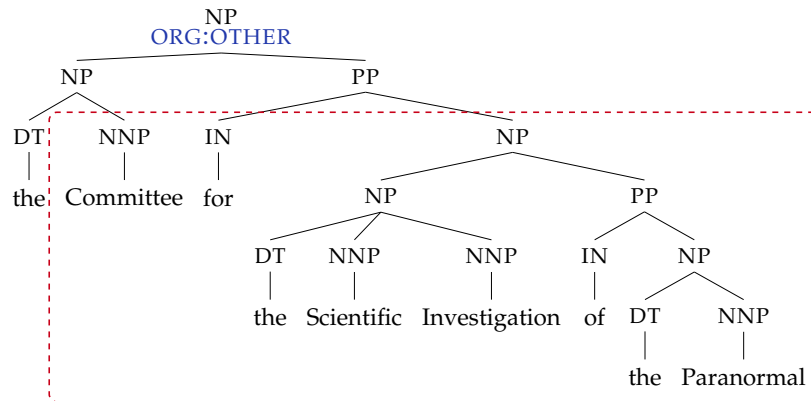 NP
ORG:OTHER
NP PP
DT NNP IN NP
the Committee for NP PP
DT NNP NNP IN NP
the Scientific Investigation of DT NNP
the Paranormal